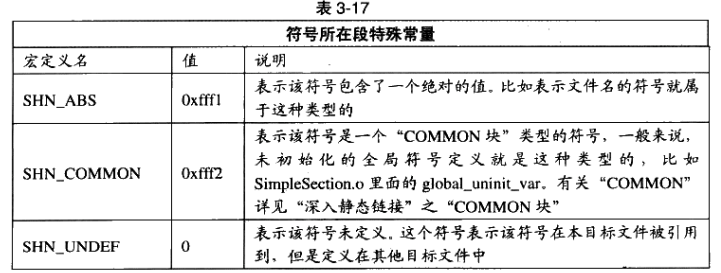 表 3-17
符号所在段特殊常量
宏定义名 值 说明
SHN_ABS 0xfff1 表示该符号包含了一个绝对的值。比如表示文件名的符号就属
于这种类型的
SHN_COMMON 0xfff2 表示该符号是一个“COMMON 块”类型的符号，一般来说，
未初始化的全局符号定义就是这种类型的，比如
SimpleSection.o 里面的 global_uninit_var。有关“COMMON”
详见“深入静态链接”之“COMMON 块”
SHN_UNDEF 0 表示该符号未定义。这个符号表示该符号在本目标文件被引用
到，但是定义在其他目标文件中